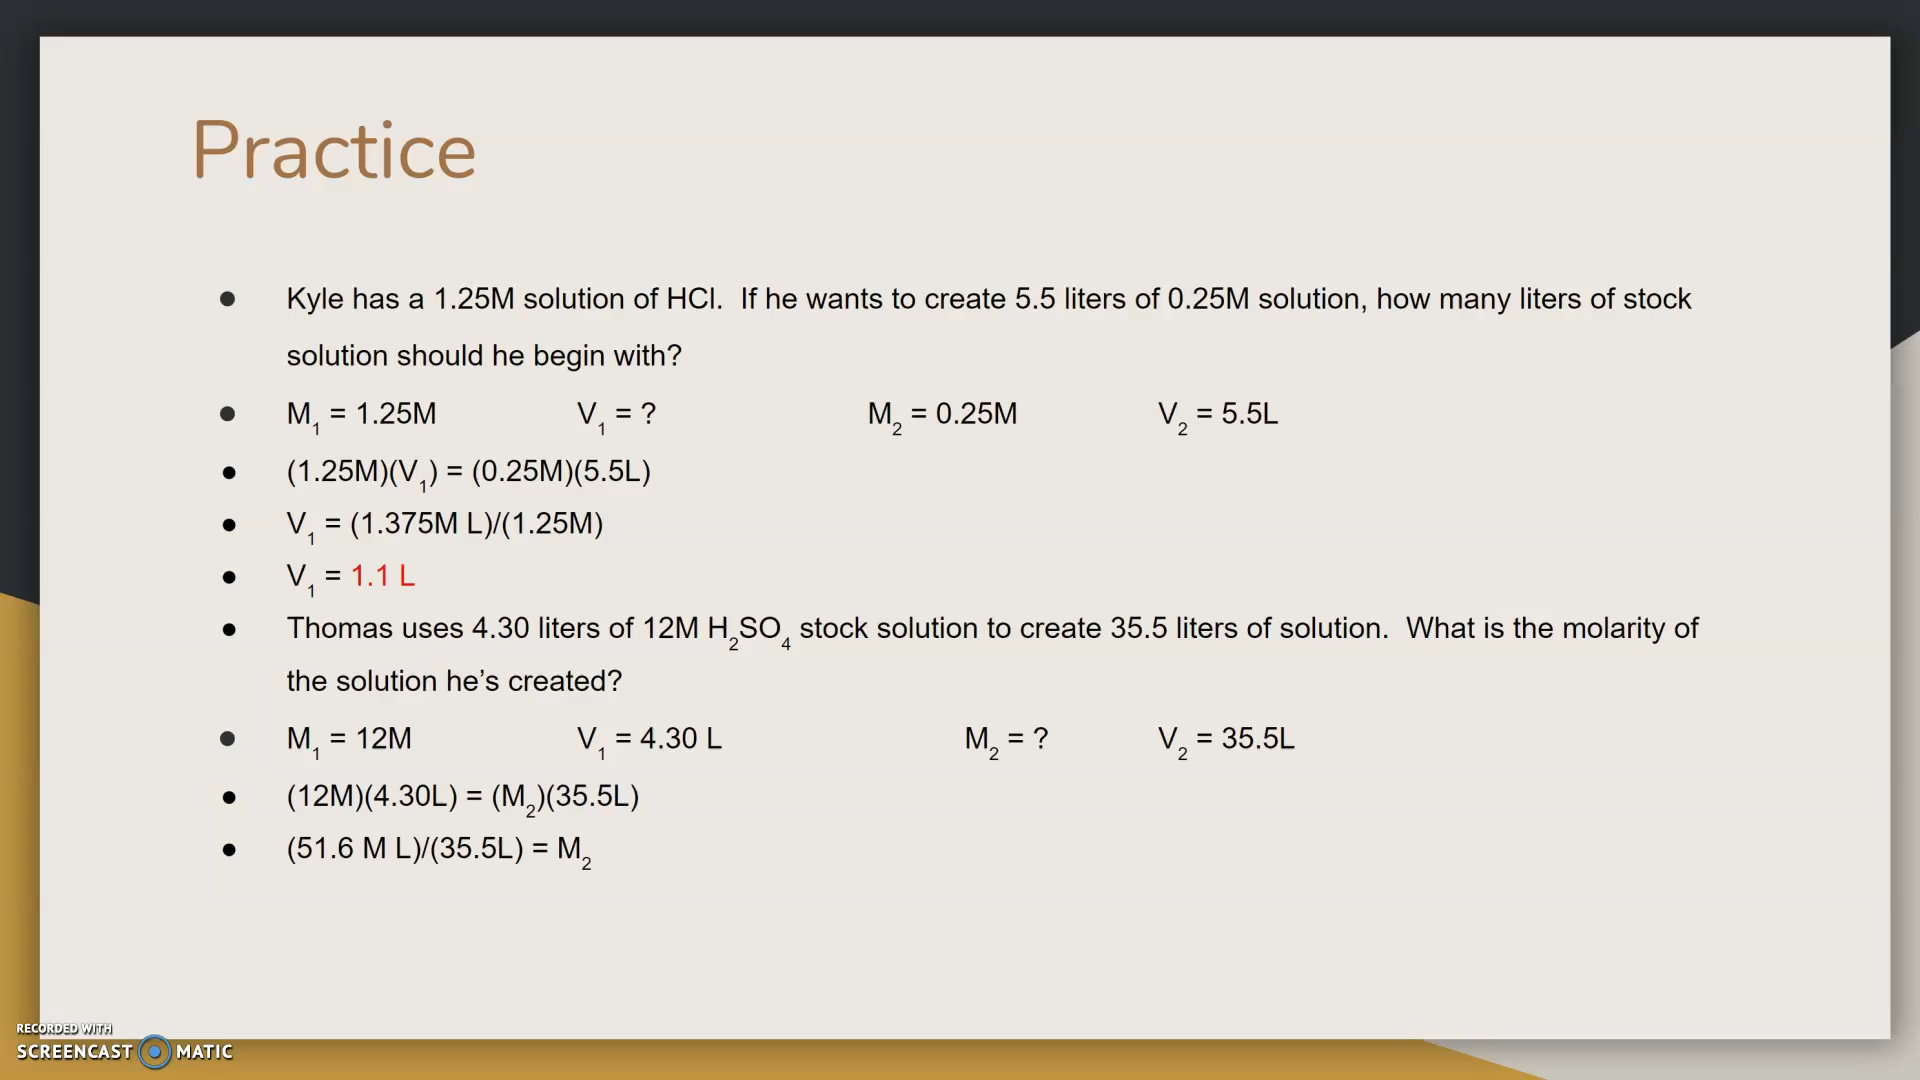 Practice
● Kyle has a 1.25M solution of HCl.  If he wants to create 5.5 liters of 0.25M solution, how many liters of stock
solution should he begin with?
● M₁ = 1.25M V₁ = ? M₂ = 0.25M V₂ = 5.5L
● (1.25M)(V₁) = (0.25M)(5.5L)
● V₁ = (1.375M L)/(1.25M)
● V₁ = 1.1 L
● Thomas uses 4.30 liters of 12M H₂SO₄ stock solution to create 35.5 liters of solution.  What is the molarity of
the solution he’s created?
● M₁ = 12M V₁ = 4.30 L M₂ = ? V₂ = 35.5L
● (12M)(4.30L) = (M₂)(35.5L)
● (51.6 M L)/(35.5L) = M₂
RECORDED WITH
SCREENCAST MATIC